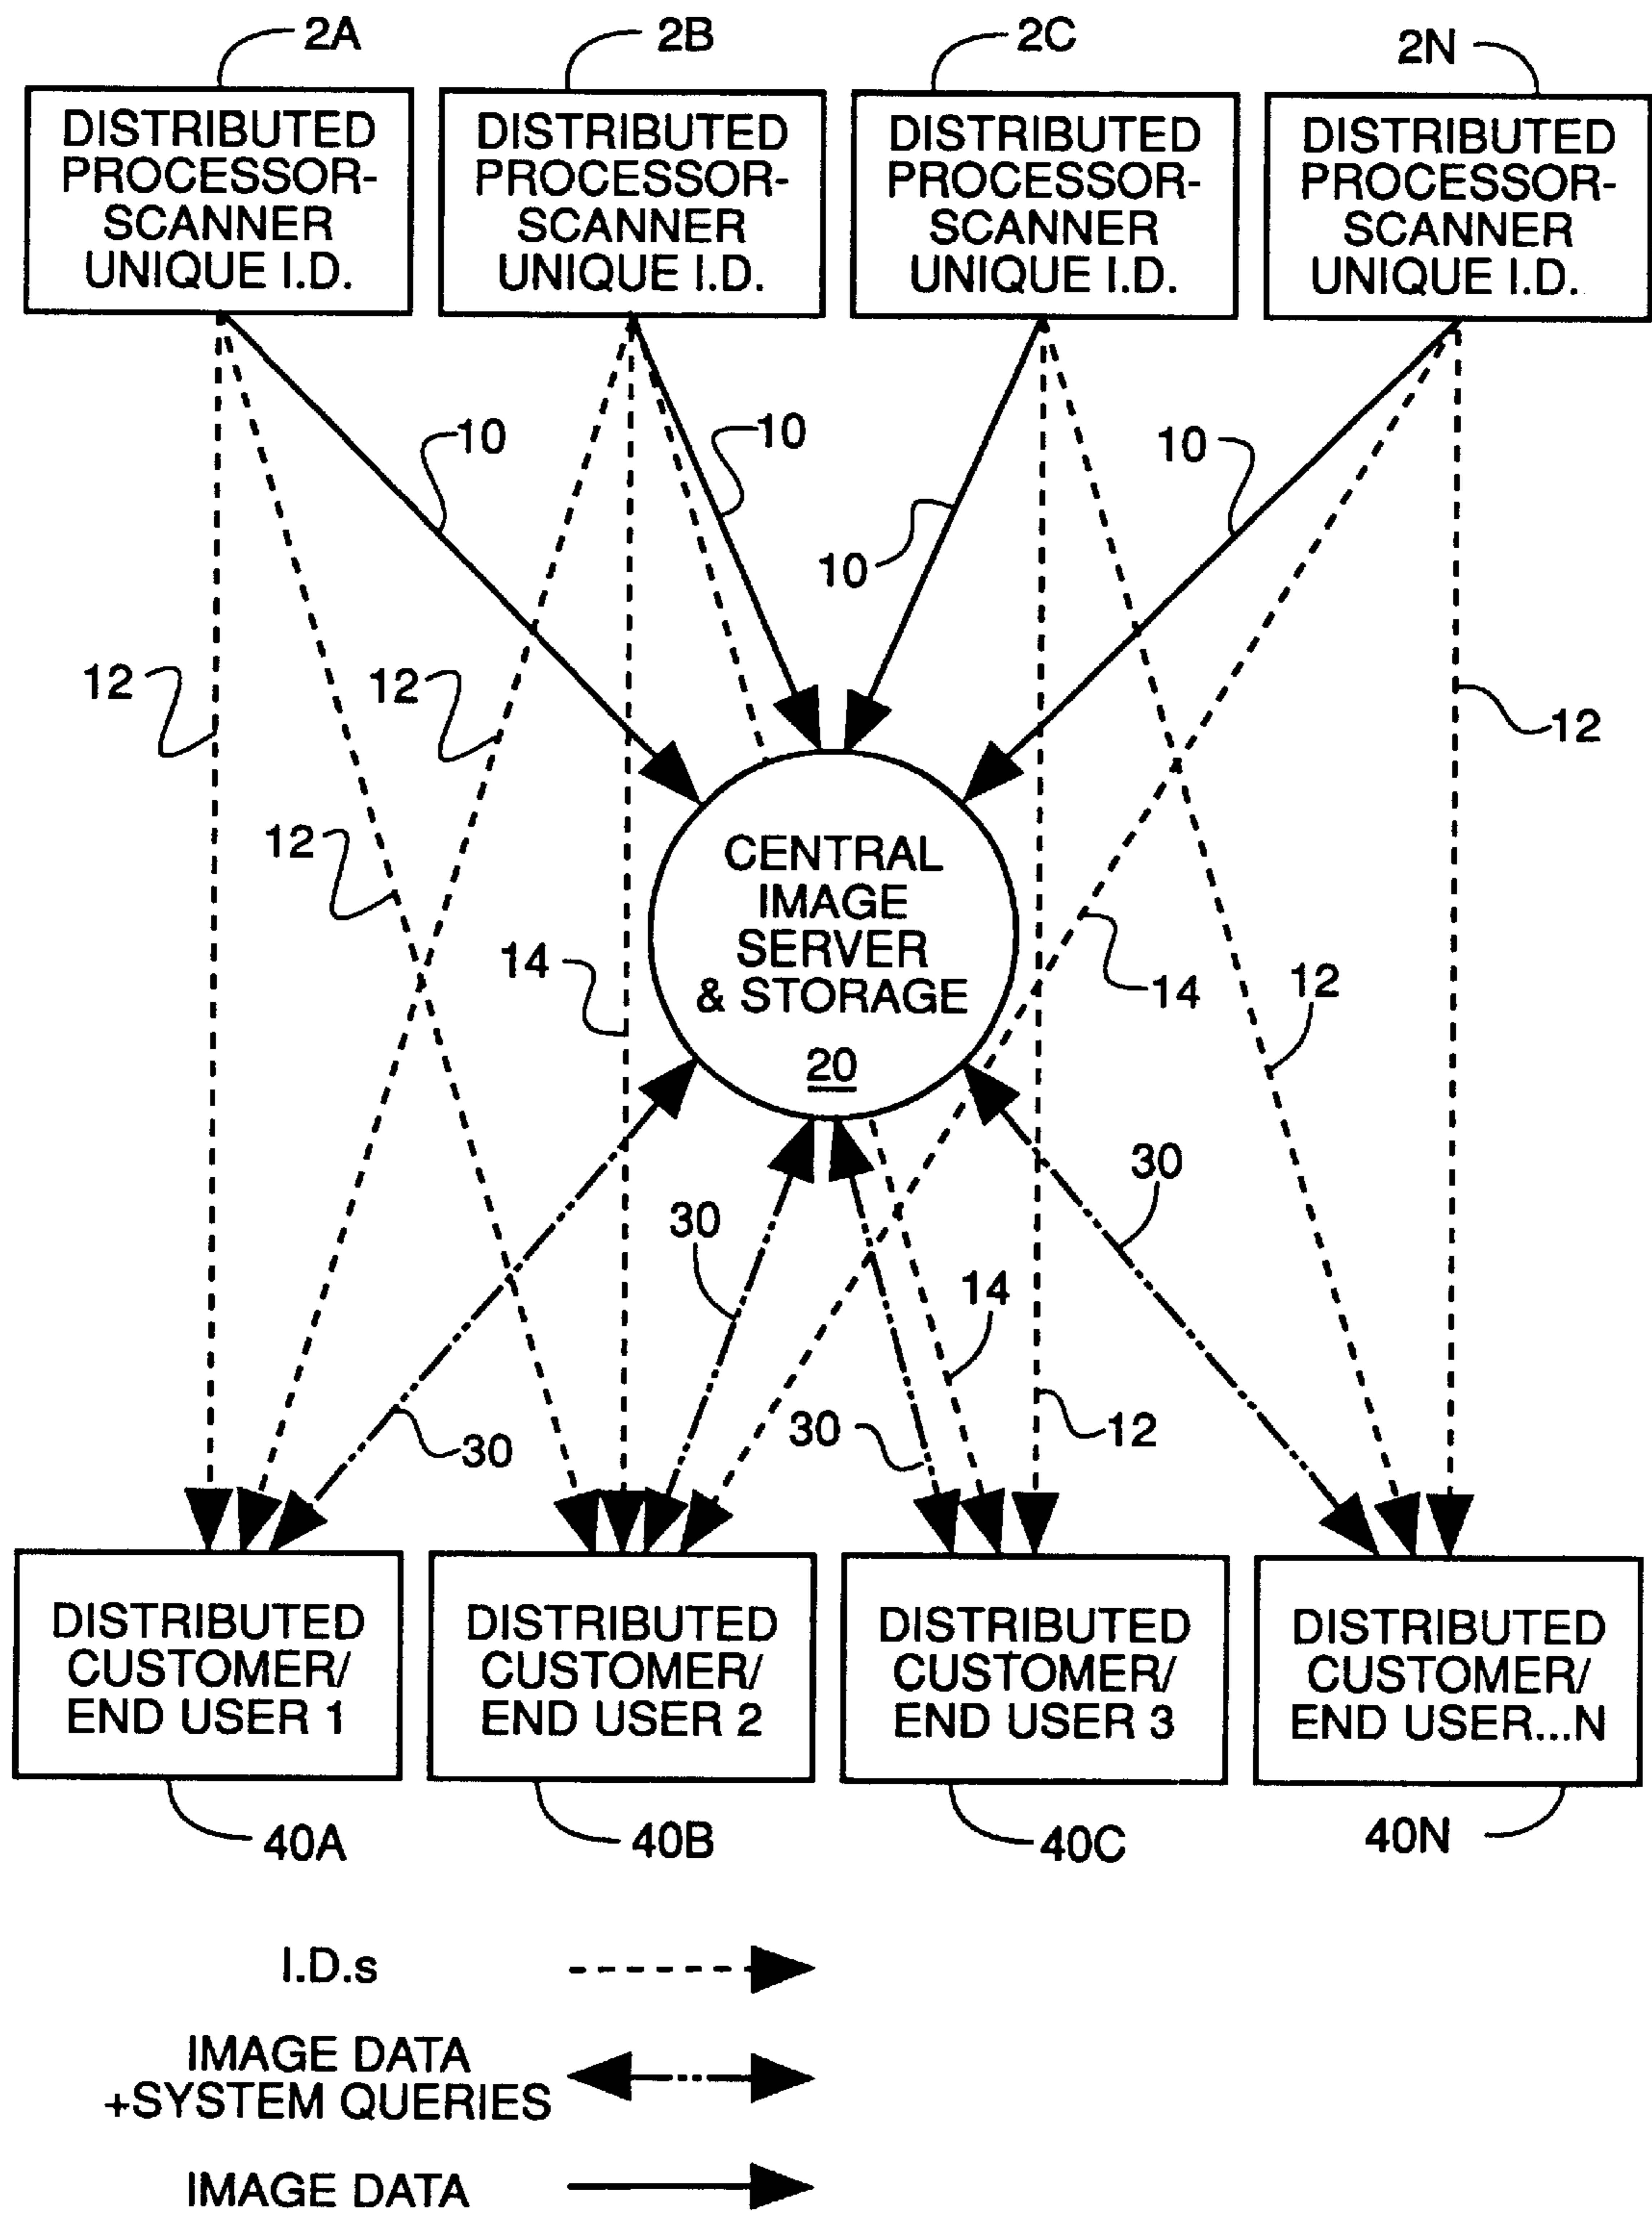 2A
2B
2C
2N
DISTRIBUTED
PROCESSOR-
SCANNER
UNIQUE I.D.
DISTRIBUTED
PROCESSOR-
SCANNER
UNIQUE I.D.
DISTRIBUTED
PROCESSOR-
SCANNER
UNIQUE I.D.
DISTRIBUTED
PROCESSOR-
SCANNER
UNIQUE I.D.
10
10
10
10
12
12
12
12
CENTRAL
IMAGE
SERVER
& STORAGE
20
14
14
12
30
30
14
30
30
12
DISTRIBUTED
CUSTOMER/
END USER 1
DISTRIBUTED
CUSTOMER/
END USER 2
DISTRIBUTED
CUSTOMER/
END USER 3
DISTRIBUTED
CUSTOMER/
END USER...N
40A
40B
40C
40N
I.D.s
IMAGE DATA
+SYSTEM QUERIES
IMAGE DATA